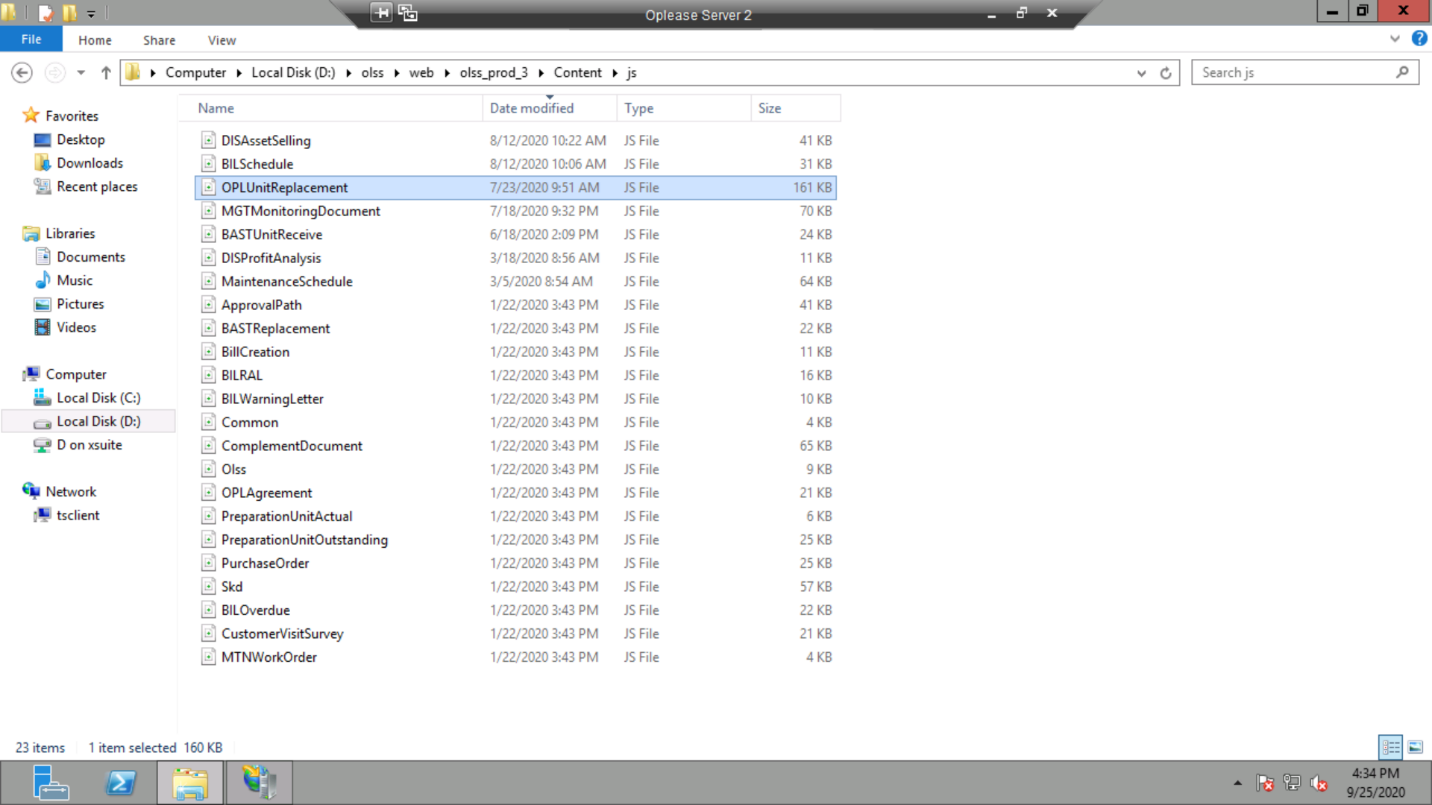 Oplease Server 2
File Home Share View
Computer Local Disk (D:) olss web olss_prod_3 Content js
Search js
Name Date modified Type Size
Favorites
Desktop
Downloads
Recent places
Libraries
Documents
Music
Pictures
Videos
Computer
Local Disk (C:)
Local Disk (D:)
D on xsuite
Network
tsclient
DISAssetSelling 8/12/2020 10:22 AM JS File 41 KB
BILSchedule 8/12/2020 10:06 AM JS File 31 KB
OPLUnitReplacement 7/23/2020 9:51 AM JS File 161 KB
MGTMonitoringDocument 7/18/2020 9:32 PM JS File 70 KB
BASTUnitReceive 6/18/2020 2:09 PM JS File 24 KB
DISProfitAnalysis 3/18/2020 8:56 AM JS File 11 KB
MaintenanceSchedule 3/5/2020 8:54 AM JS File 64 KB
ApprovalPath 1/22/2020 3:43 PM JS File 41 KB
BASTReplacement 1/22/2020 3:43 PM JS File 22 KB
BillCreation 1/22/2020 3:43 PM JS File 11 KB
BILRAL 1/22/2020 3:43 PM JS File 16 KB
BILWarningLetter 1/22/2020 3:43 PM JS File 10 KB
Common 1/22/2020 3:43 PM JS File 4 KB
ComplementDocument 1/22/2020 3:43 PM JS File 65 KB
Olss 1/22/2020 3:43 PM JS File 9 KB
OPLAgreement 1/22/2020 3:43 PM JS File 21 KB
PreparationUnitActual 1/22/2020 3:43 PM JS File 6 KB
PreparationUnitOutstanding 1/22/2020 3:43 PM JS File 25 KB
PurchaseOrder 1/22/2020 3:43 PM JS File 25 KB
Skd 1/22/2020 3:43 PM JS File 57 KB
BILOverdue 1/22/2020 3:43 PM JS File 22 KB
CustomerVisitSurvey 1/22/2020 3:43 PM JS File 21 KB
MTNWorkOrder 1/22/2020 3:43 PM JS File 4 KB
23 items 1 item selected 160 KB
4:34 PM
9/25/2020